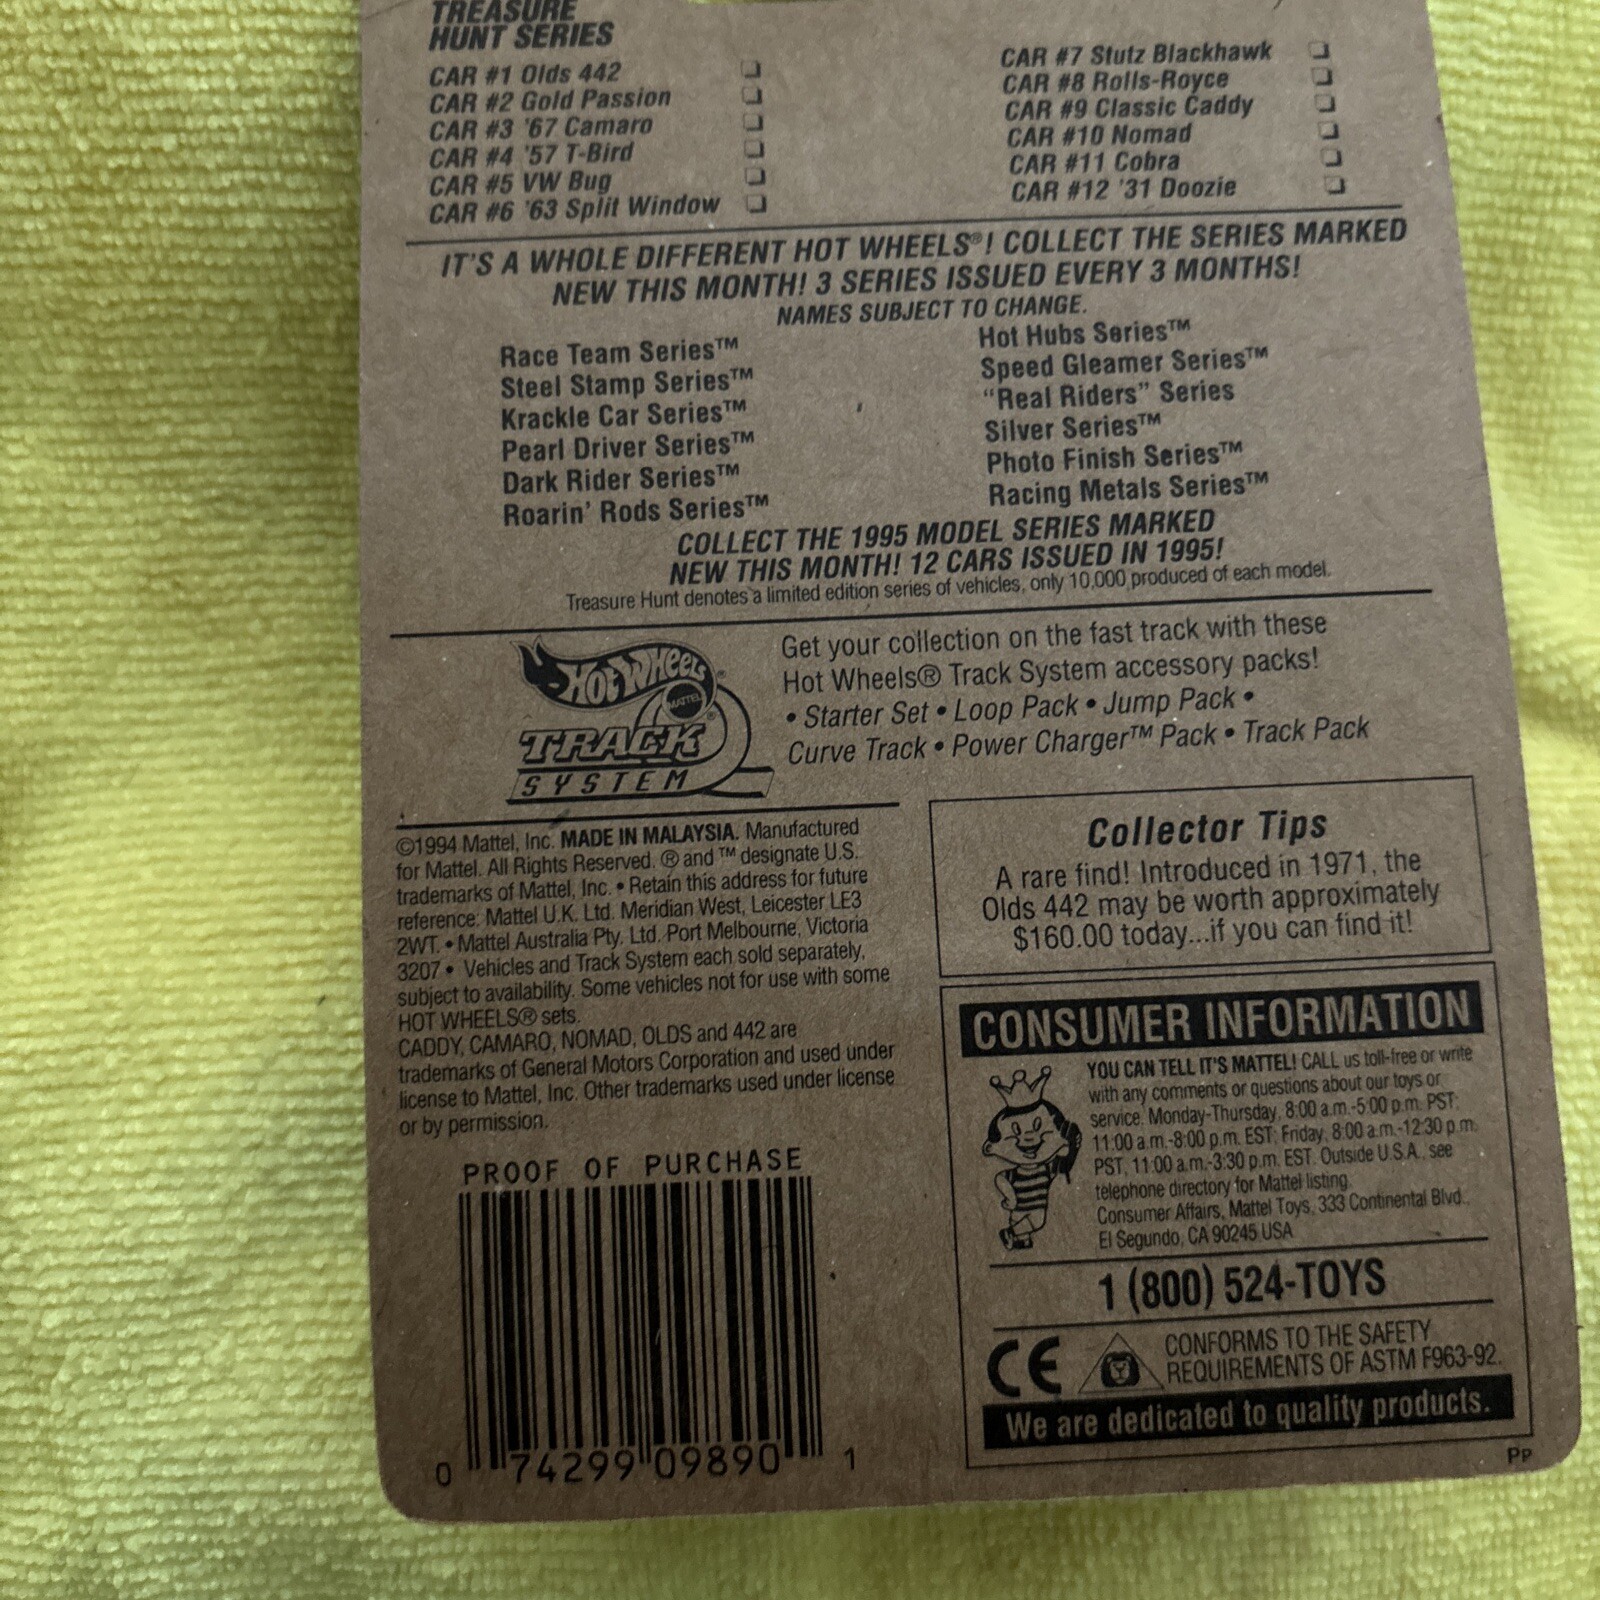 TREASURE
HUNT SERIES
CAR #1 Olds 442
CAR #2 Gold Passion
CAR #3 '67 Camaro
CAR #4 '57 T-Bird
CAR #5 VW Bug
CAR #6 '63 Split Window
CAR #7 Stutz Blackhawk
CAR #8 Rolls-Royce
CAR #9 Classic Caddy
CAR #10 Nomad
CAR #11 Cobra
CAR #12 '31 Doozie
IT'S A WHOLE DIFFERENT HOT WHEELS®! COLLECT THE SERIES MARKED
NEW THIS MONTH! 3 SERIES ISSUED EVERY 3 MONTHS!
NAMES SUBJECT TO CHANGE.
Race Team Series™
Steel Stamp Series™
Krackle Car Series™
Pearl Driver Series™
Dark Rider Series™
Roarin' Rods Series™
Hot Hubs Series™
Speed Gleamer Series™
"Real Riders" Series
Silver Series™
Photo Finish Series™
Racing Metals Series™
COLLECT THE 1995 MODEL SERIES MARKED
NEW THIS MONTH! 12 CARS ISSUED IN 1995!
Treasure Hunt denotes a limited edition series of vehicles, only 10,000 produced of each model.
HOT WHEELS®
MATTEL®
TRACK
SYSTEM
Get your collection on the fast track with these
Hot Wheels® Track System accessory packs!
• Starter Set • Loop Pack • Jump Pack •
Curve Track • Power Charger™ Pack • Track Pack
©1994 Mattel, Inc. MADE IN MALAYSIA. Manufactured
for Mattel. All Rights Reserved. ® and ™ designate U.S.
trademarks of Mattel, Inc. • Retain this address for future
reference: Mattel U.K. Ltd. Meridian West, Leicester LE3
2WT. • Mattel Australia Pty. Ltd. Port Melbourne, Victoria
3207 • Vehicles and Track System each sold separately,
subject to availability. Some vehicles not for use with some
HOT WHEELS® sets.
CADDY, CAMARO, NOMAD, OLDS and 442 are
trademarks of General Motors Corporation and used under
license to Mattel, Inc. Other trademarks used under license
or by permission.
PROOF OF PURCHASE
0 74299 09890 1
Collector Tips
A rare find! Introduced in 1971, the
Olds 442 may be worth approximately
$160.00 today...if you can find it!
CONSUMER INFORMATION
YOU CAN TELL IT'S MATTEL! CALL us toll-free or write
with any comments or questions about our toys or
service. Monday-Thursday, 8:00 a.m.-5:00 p.m. PST;
11:00 a.m.-8:00 p.m. EST; Friday, 8:00 a.m.-12:30 p.m.
PST, 11:00 a.m.-3:30 p.m. EST. Outside U.S.A., see
telephone directory for Mattel listing.
Consumer Affairs, Mattel Toys, 333 Continental Blvd.,
El Segundo, CA 90245 USA
1 (800) 524-TOYS
CE
CONFORMS TO THE SAFETY
REQUIREMENTS OF ASTM F963-92.
We are dedicated to quality products.
Pp